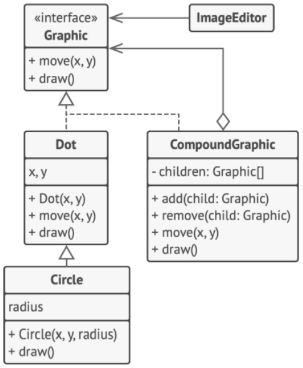 «interface»
Graphic
+ move(x, y)
+ draw()
ImageEditor
Dot
x, y
+ Dot(x, y)
+ move(x, y)
+ draw()
CompoundGraphic
- children: Graphic[]
+ add(child: Graphic)
+ remove(child: Graphic)
+ move(x, y)
+ draw()
Circle
radius
+ Circle(x, y, radius)
+ draw()